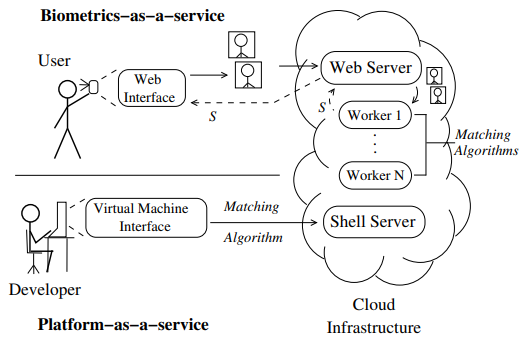 Biometrics−as−a−service
User
Web
Interface
S
Web Server
S
Worker 1
Worker N
Matching
Algorithms
Virtual Machine
Interface
Matching
Algorithm
Shell Server
Developer
Platform−as−a−service
Cloud
Infrastructure